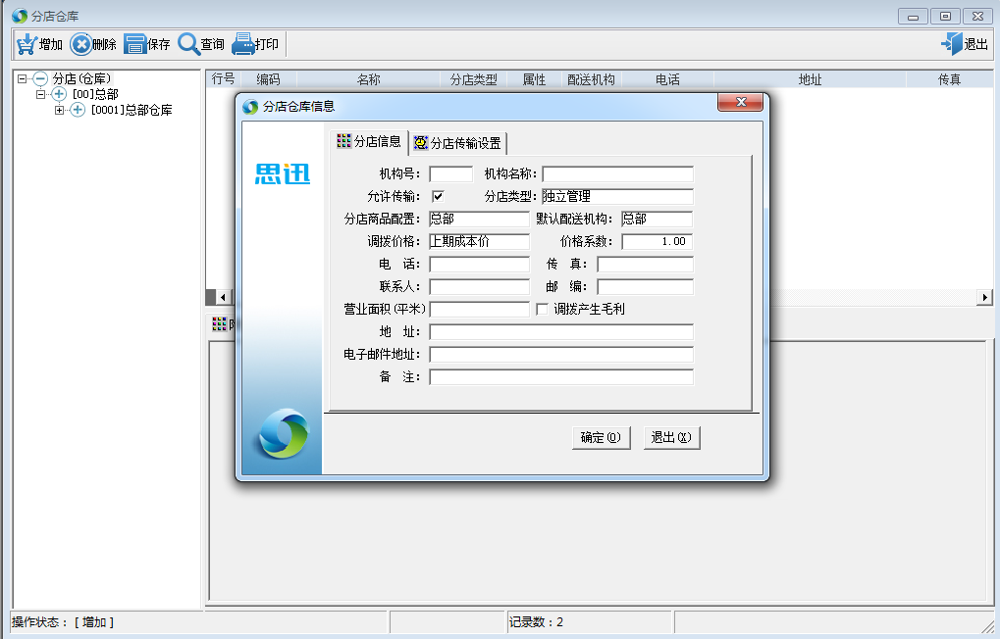 分店仓库
增加 删除 保存 查询 打印 退出
分店(仓库)
[00]总部
[0001]总部仓库
行号 编码 名称 分店类型 属性 配送机构 电话 地址 传真
分店仓库信息
思迅
分店信息 分店传输设置
机构号： 机构名称：
允许传输： 分店类型： 独立管理
分店商品配置： 总部 默认配送机构： 总部
调拨价格： 上期成本价 价格系数： 1.00
电 话： 传 真：
联系人： 邮 编：
营业面积(平米) 调拨产生毛利
地 址：
电子邮件地址：
备 注：
确定(O) 退出(X)
操作状态：[ 增加 ] 记录数：2